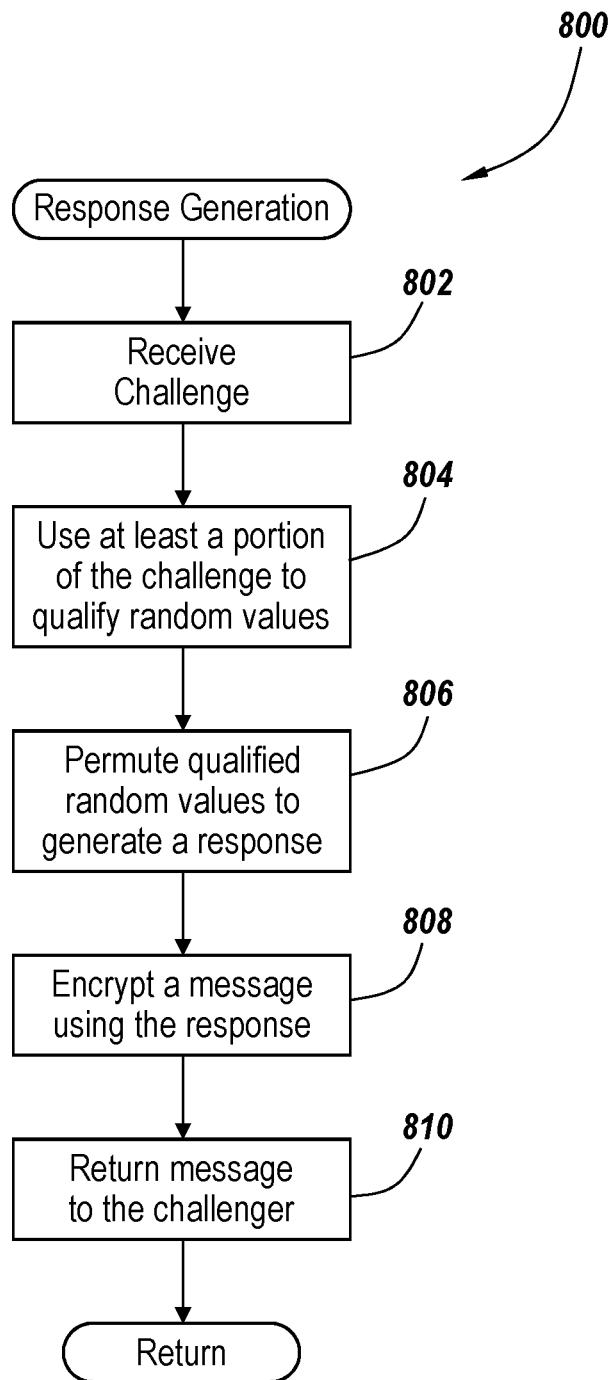 800
Response Generation
802
Receive
Challenge
804
Use at least a portion
of the challenge to
qualify random values
806
Permute qualified
random values to
generate a response
808
Encrypt a message
using the response
810
Return message
to the challenger
Return